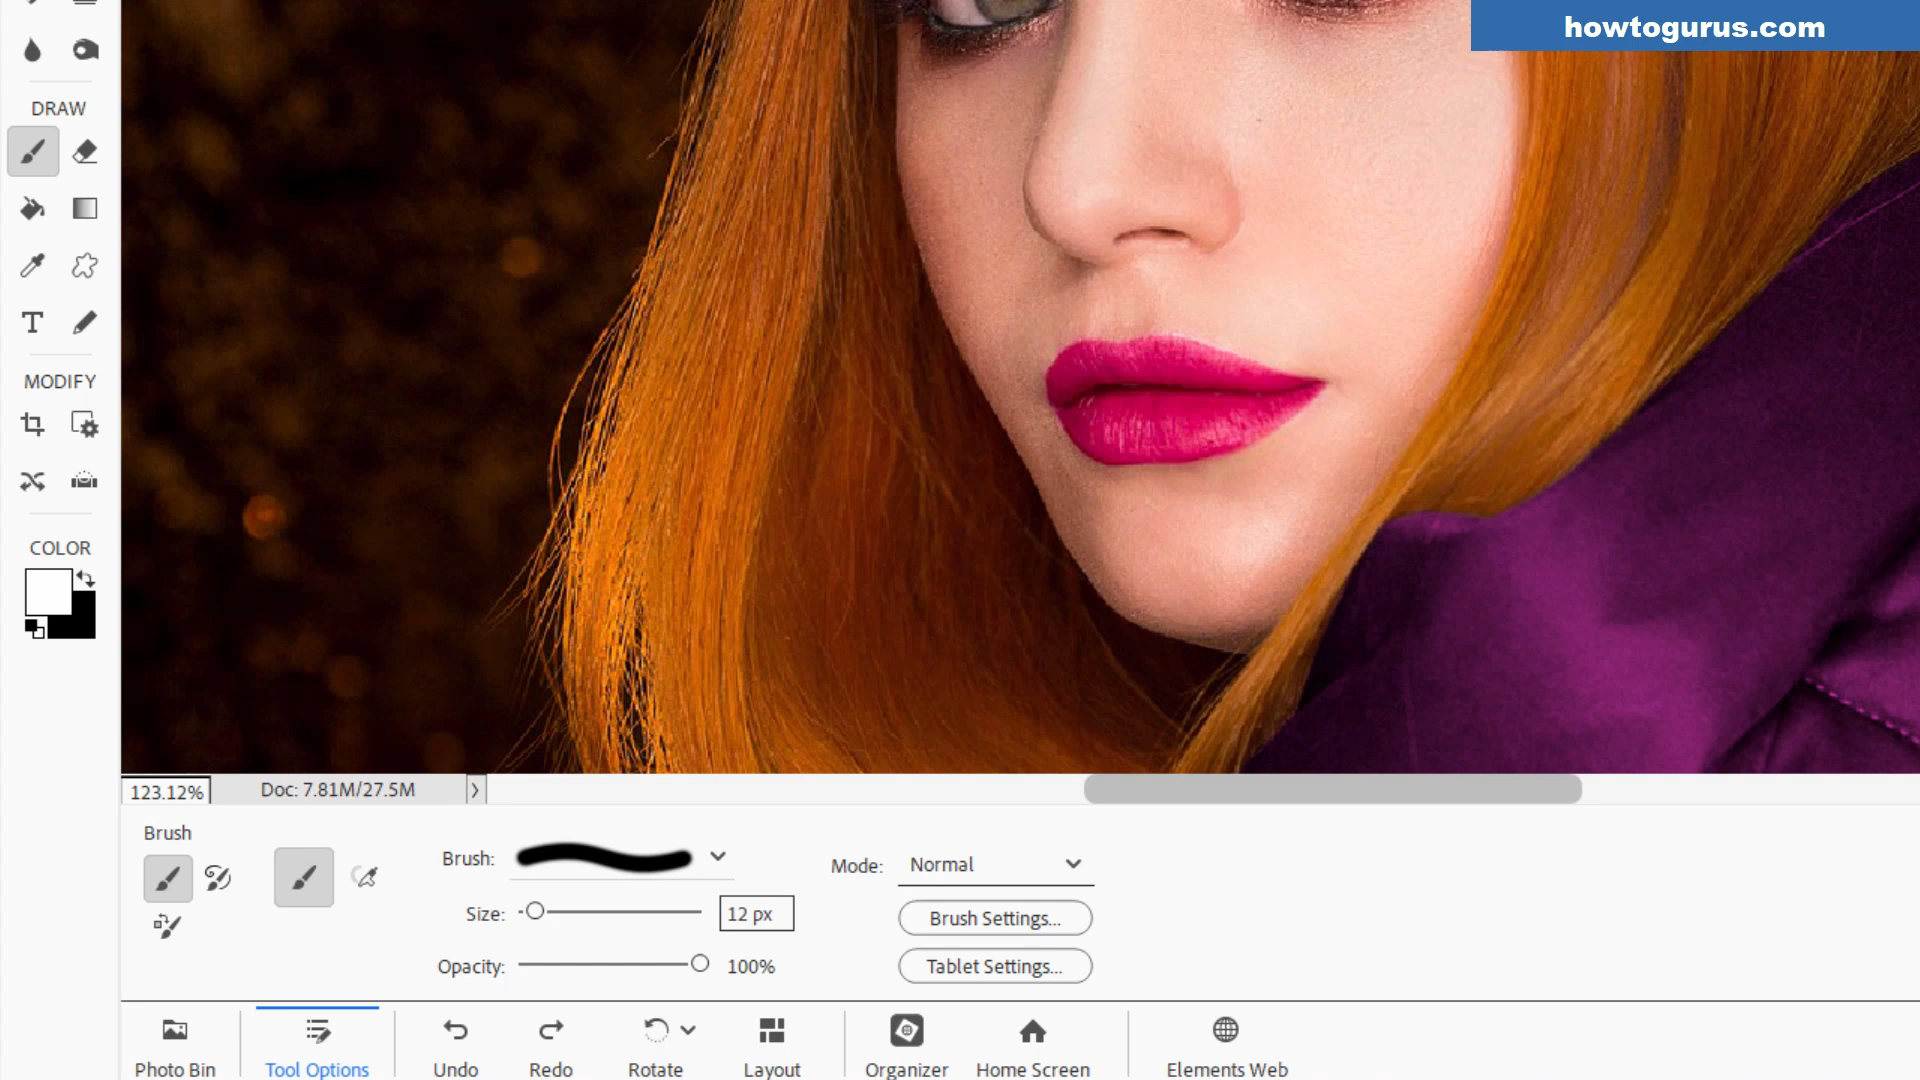 howtogurus.com
DRAW
MODIFY
COLOR
123.12%
Doc: 7.81M/27.5M
Brush
Brush:
Size:
12 px
Opacity:
100%
Mode:
Normal
Brush Settings...
Tablet Settings...
Photo Bin
Tool Options
Undo
Redo
Rotate
Layout
Organizer
Home Screen
Elements Web